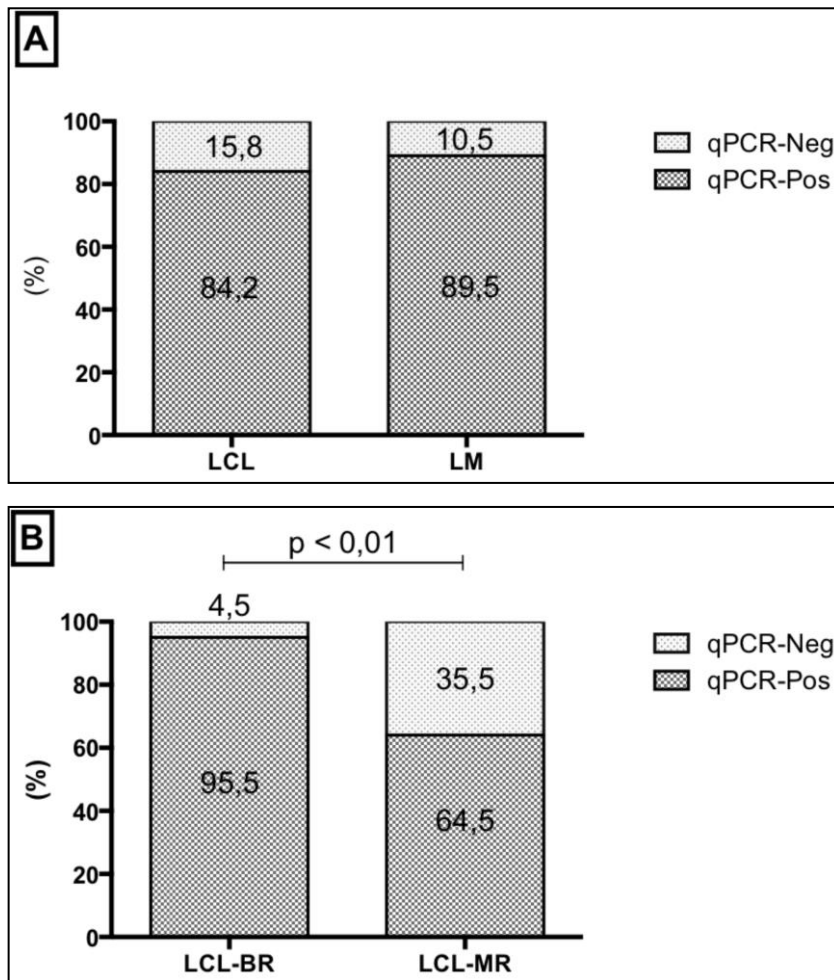 A
100
80
60
40
20
0
(%)
15,8
84,2
10,5
89,5
LCL
LM
qPCR-Neg
qPCR-Pos
B
p < 0,01
100
80
60
40
20
0
(%)
4,5
95,5
35,5
64,5
LCL-BR
LCL-MR
qPCR-Neg
qPCR-Pos